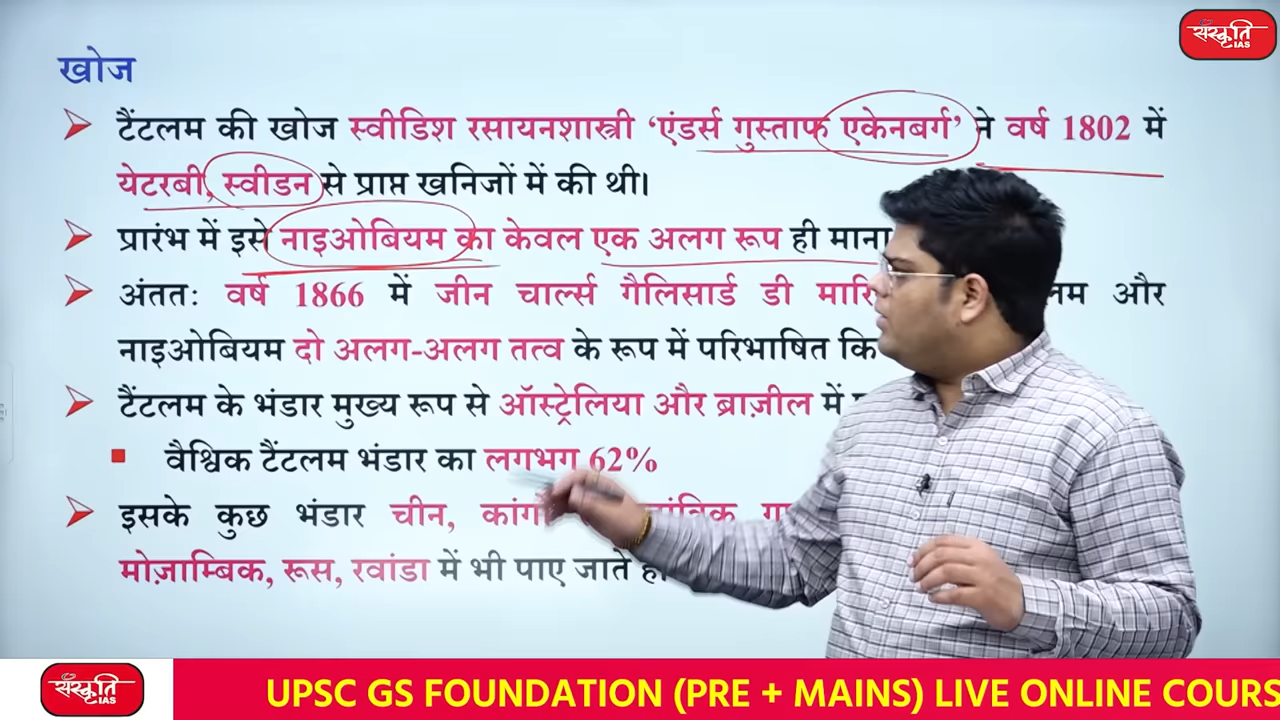 संस्कृति
IAS
खोज
टैंटलम की खोज स्वीडिश रसायनशास्त्री ‘एंडर्स गुस्ताफ एकेनबर्ग’ ने वर्ष 1802 में
येटरबी, स्वीडन से प्राप्त खनिजों में की थी।
प्रारंभ में इसे नाइओबियम का केवल एक अलग रूप ही माना
अंततः वर्ष 1866 में जीन चार्ल्स गैलिसार्ड डी और
नाइओबियम दो अलग-अलग तत्व के रूप में परिभाषित
टैंटलम के भंडार मुख्य रूप से ऑस्ट्रेलिया और ब्राज़ील में
वैश्विक टैंटलम भंडार का लगभग 62%
इसके कुछ भंडार चीन,
मोज़ाम्बिक, रूस, रवांडा में भी पाए जाते
संस्कृति
IAS
UPSC GS FOUNDATION (PRE + MAINS) LIVE ONLINE COURS